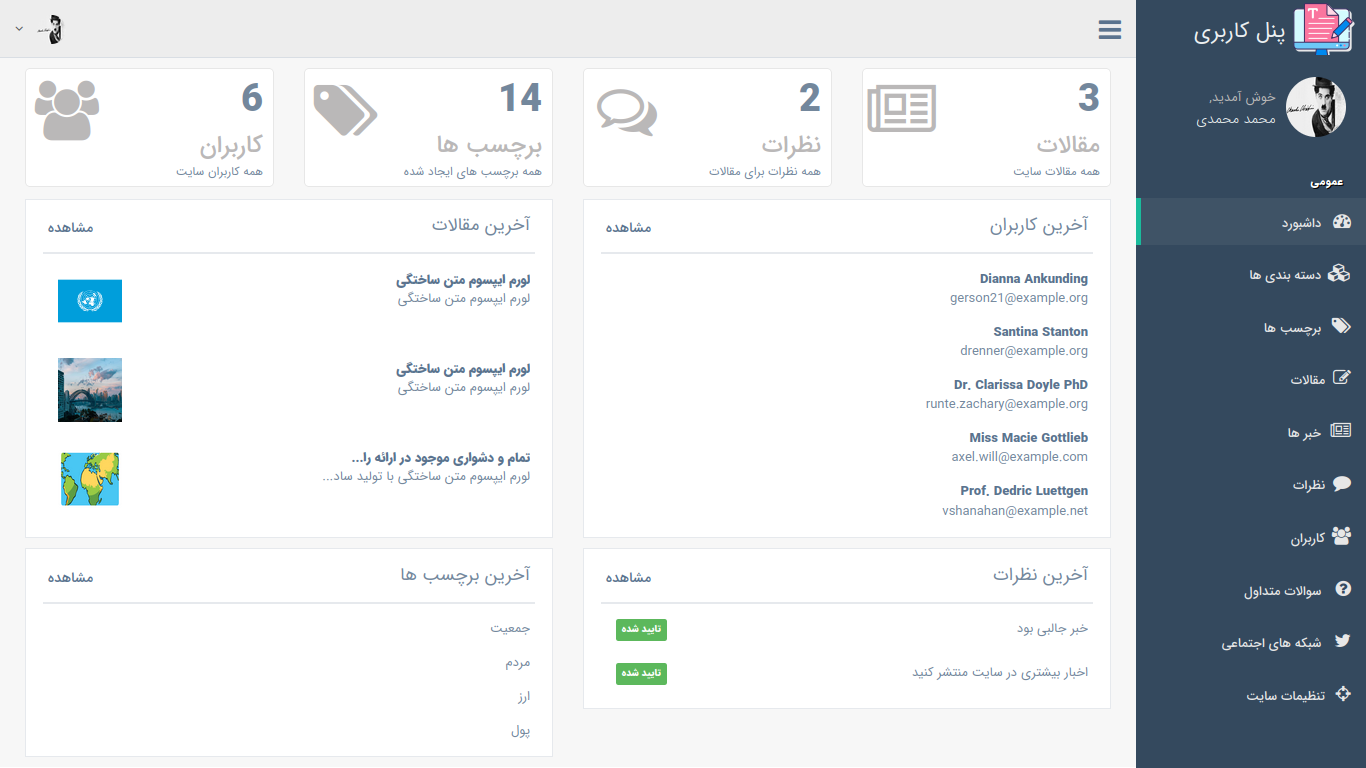 پنل کاربری
خوش آمدید,
محمد محمدی
عمومی
داشبورد
دسته بندی ها
برچسب ها
مقالات
خبر ها
نظرات
کاربران
سوالات متداول
شبکه های اجتماعی
تنظیمات سایت
3
مقالات
همه مقالات سایت
2
نظرات
همه نظرات برای مقالات
14
برچسب ها
همه برچسب های ایجاد شده
6
کاربران
همه کاربران سایت
آخرین کاربران مشاهده
Dianna Ankunding
gerson21@example.org
Santina Stanton
drenner@example.org
Dr. Clarissa Doyle PhD
runte.zachary@example.org
Miss Macie Gottlieb
axel.will@example.com
Prof. Dedric Luettgen
vshanahan@example.net
آخرین مقالات مشاهده
لورم ایپسوم متن ساختگی
لورم ایپسوم متن ساختگی
لورم ایپسوم متن ساختگی
لورم ایپسوم متن ساختگی
تمام و دشواری موجود در ارائه را...
لورم ایپسوم متن ساختگی با تولید ساد...
آخرین نظرات مشاهده
خبر جالبی بود تایید شده
اخبار بیشتری در سایت منتشر کنید تایید شده
آخرین برچسب ها مشاهده
جمعیت
مردم
ارز
پول